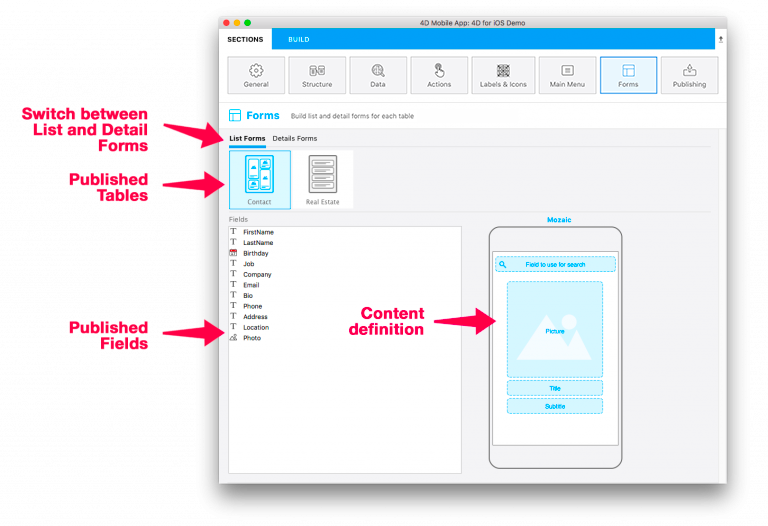 4D Mobile App: 4D for iOS Demo
SECTIONS BUILD
General Structure Data Actions Labels & Icons Main Menu Forms Publishing
Forms Build list and detail forms for each table
Switch between
List and Detail
Forms
List Forms Details Forms
Published
Tables
Contact Real Estate
Fields
Mozaic
FirstName
LastName
Birthday
Job
Company
Email
Bio
Phone
Address
Location
Photo
Published
Fields
Content
definition
Field to use for search
Picture
Title
Subtitle